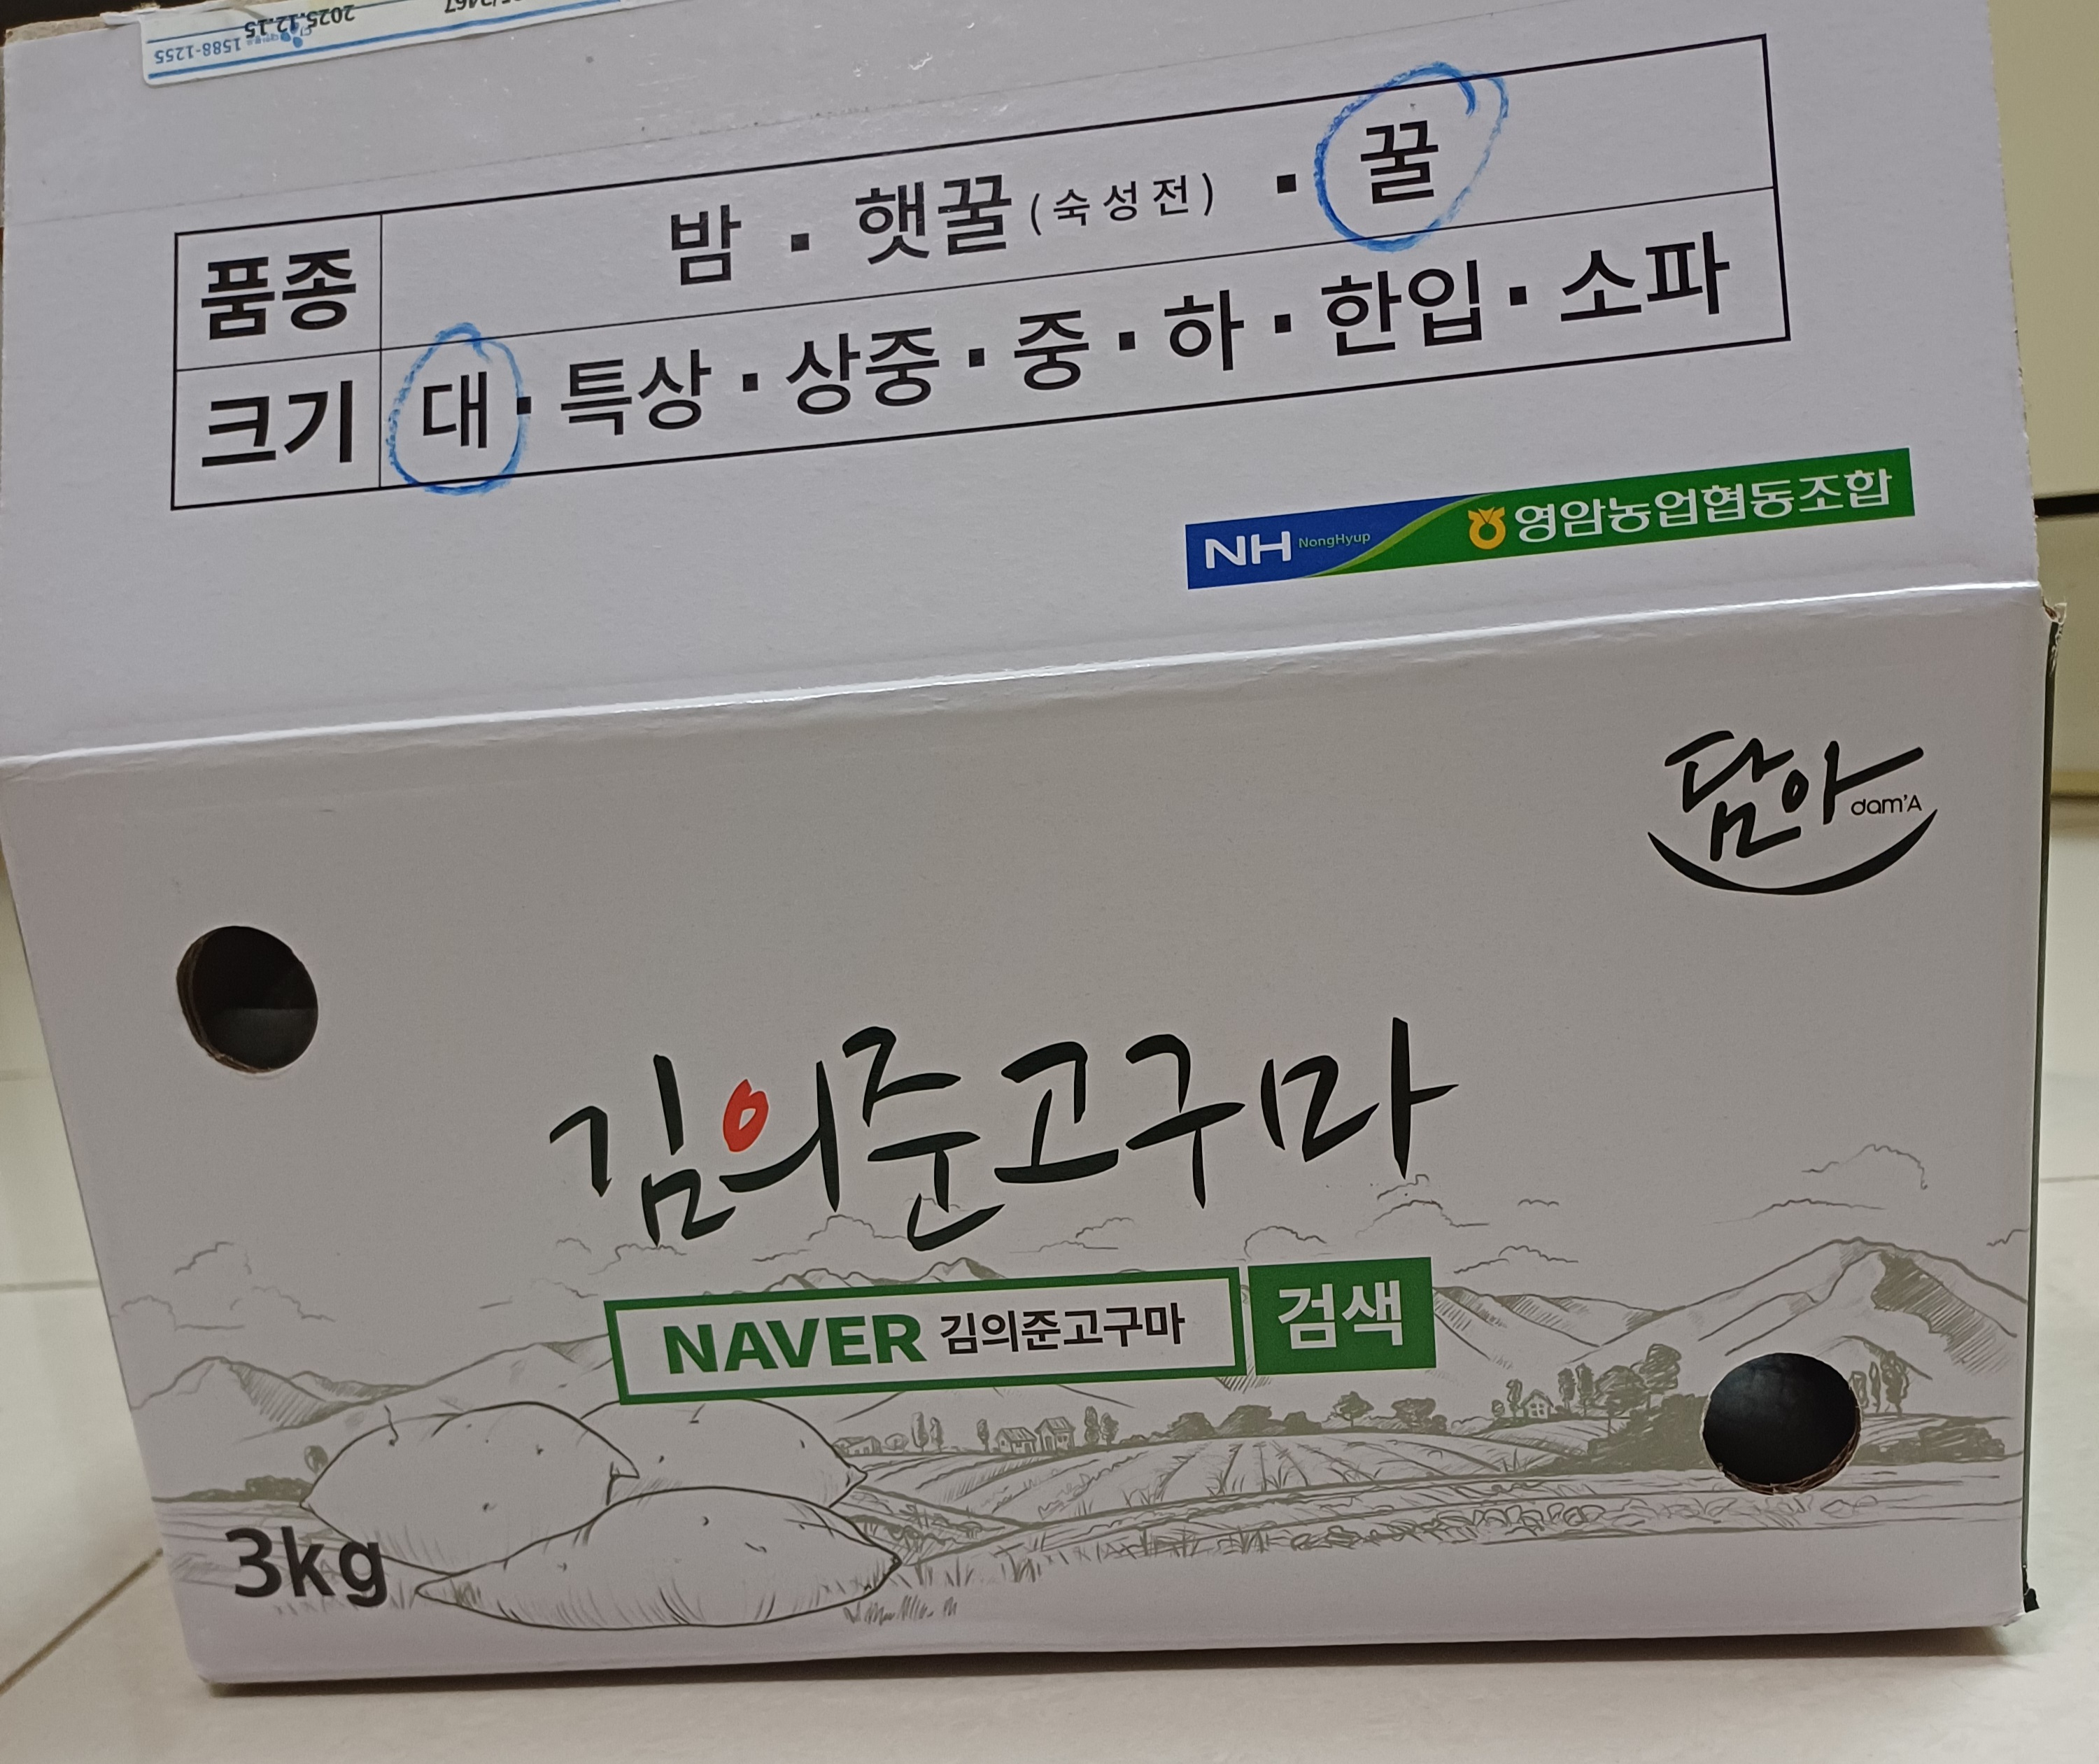 2025.12.15
1588-1255
품종 밤 · 햇꿀(숙성전) · 꿀
크기 대 · 특상 · 상중 · 중 · 하 · 한입 · 소파
NH NongHyup 영암농업협동조합
담아 dam'A
김의준고구마
NAVER 김의준고구마 검색
3kg